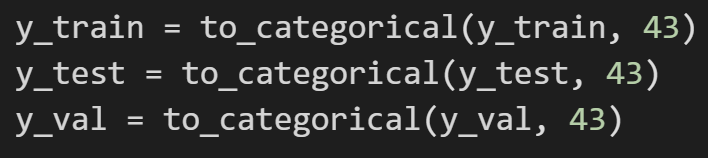 y_train = to_categorical(y_train, 43)
y_test = to_categorical(y_test, 43)
y_val = to_categorical(y_val, 43)